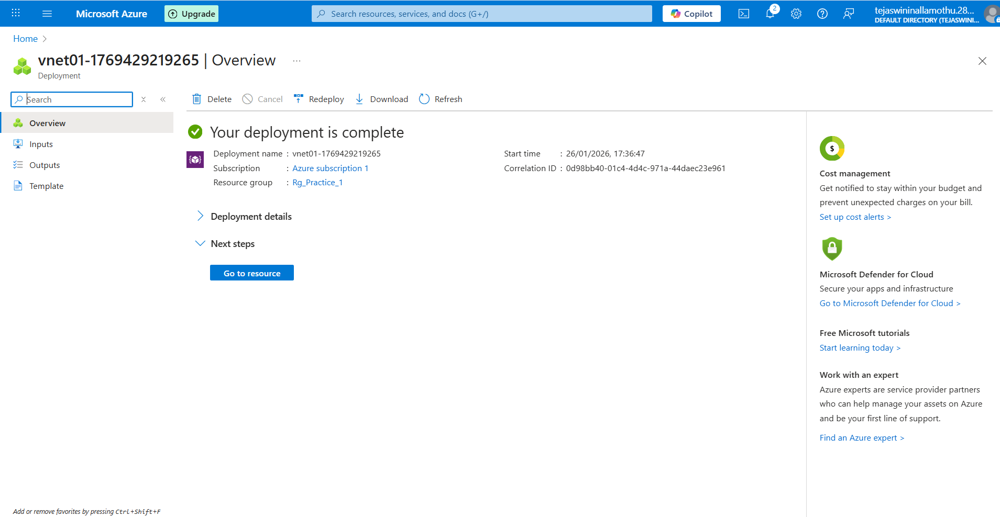 Microsoft Azure
Upgrade
Search resources, services, and docs (G+/)
Copilot
2
tejaswininallamothu.28...
DEFAULT DIRECTORY (TEJASWINI...
Home
vnet01-1769429219265 | Overview
...
Deployment
Search
Delete
Cancel
Redeploy
Download
Refresh
Overview
Inputs
Outputs
Template
Your deployment is complete
Deployment name : vnet01-1769429219265
Subscription : Azure subscription 1
Resource group : Rg_Practice_1
Start time : 26/01/2026, 17:36:47
Correlation ID : 0d98bb40-01c4-4d4c-971a-44daec23e961
Deployment details
Next steps
Go to resource
$
Cost management
Get notified to stay within your budget and
prevent unexpected charges on your bill.
Set up cost alerts >
Microsoft Defender for Cloud
Secure your apps and infrastructure
Go to Microsoft Defender for Cloud >
Free Microsoft tutorials
Start learning today >
Work with an expert
Azure experts are service provider partners
who can help manage your assets on Azure
and be your first line of support.
Find an Azure expert >
Add or remove favorites by pressing Ctrl+Shift+F